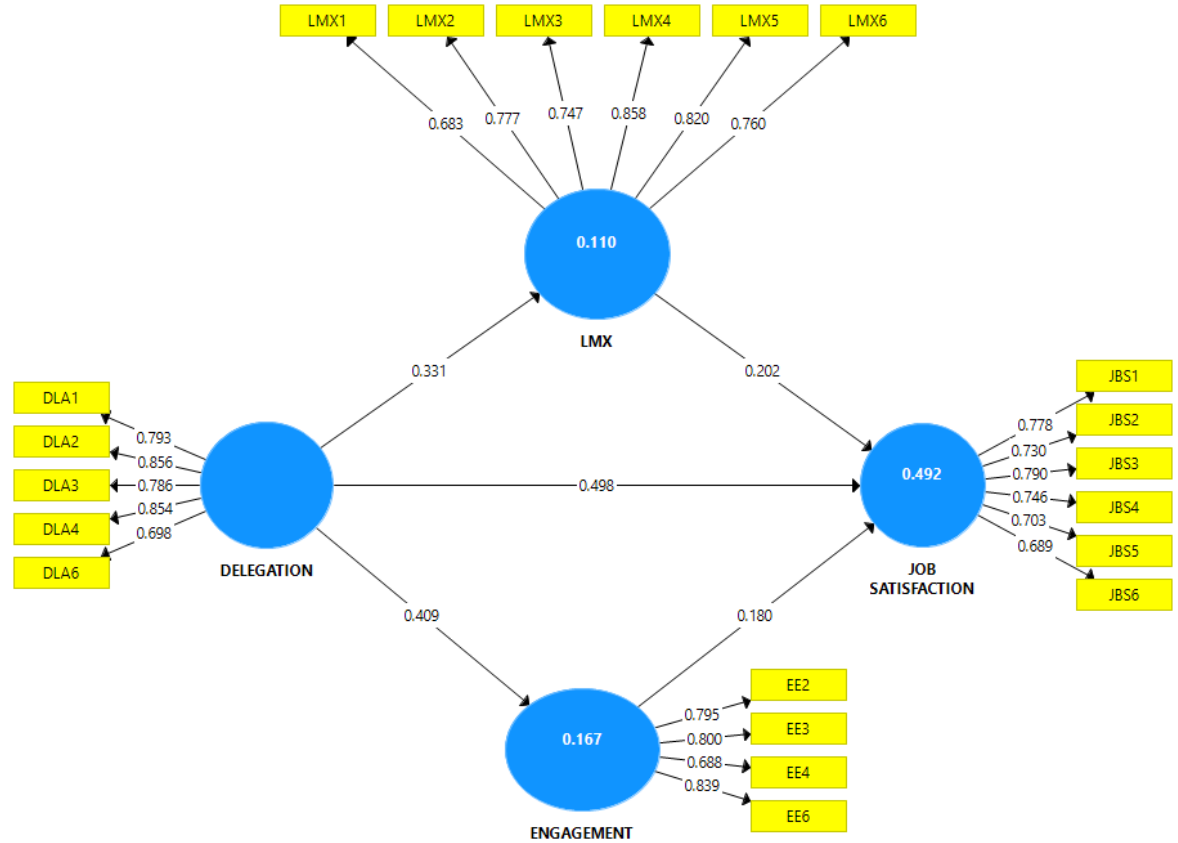 LMX1
LMX2
LMX3
LMX4
LMX5
LMX6
0.683
0.777
0.747
0.858
0.820
0.760
0.110
LMX
0.331
0.202
DLA1
DLA2
DLA3
DLA4
DLA6
0.793
0.856
0.786
0.854
0.698
DELEGATION
0.498
0.492
JOB
SATISFACTION
0.778
0.730
0.790
0.746
0.703
0.689
JBS1
JBS2
JBS3
JBS4
JBS5
JBS6
0.409
0.180
0.167
ENGAGEMENT
0.795
0.800
0.688
0.839
EE2
EE3
EE4
EE6